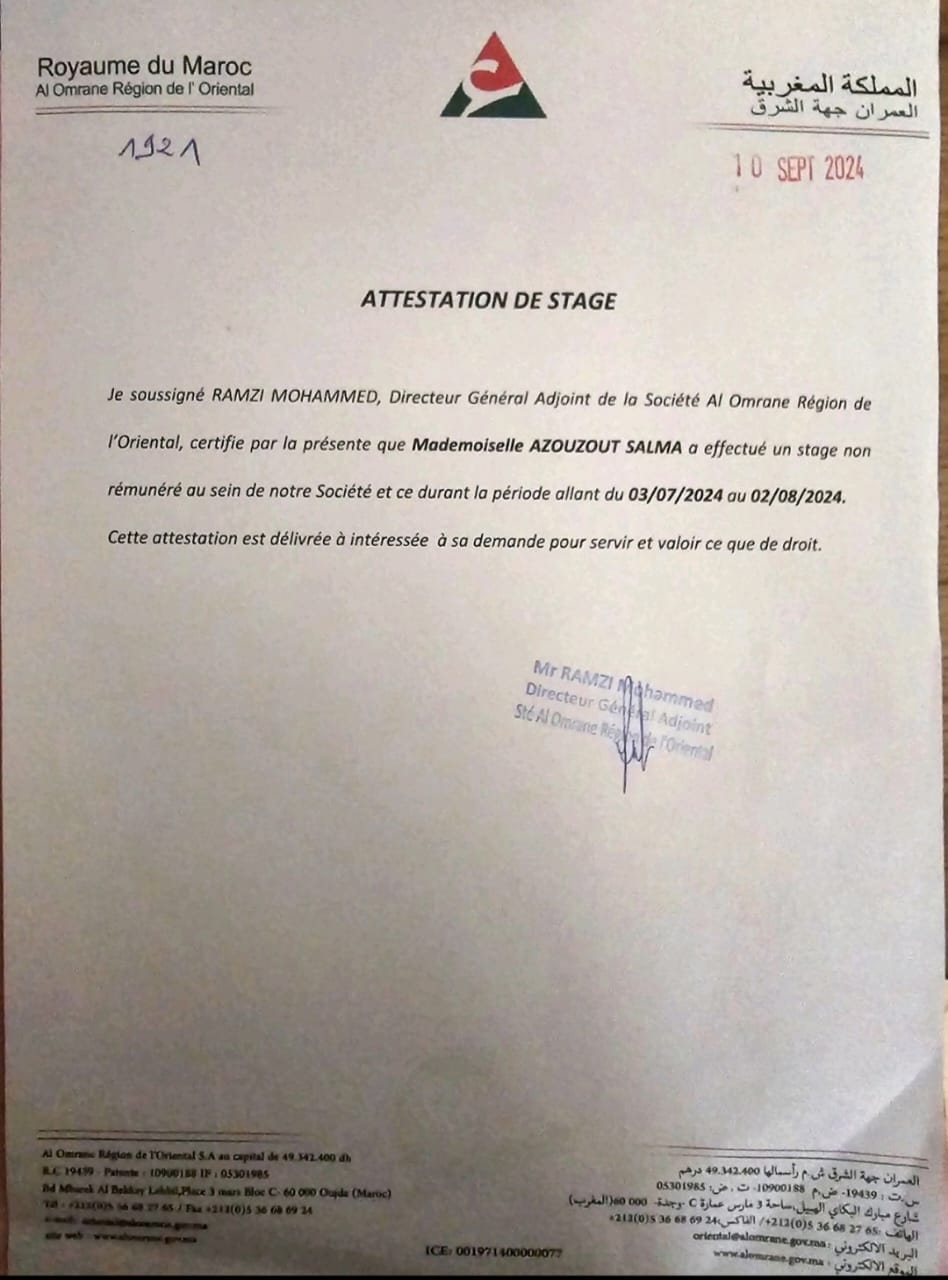 Royaume du Maroc
Al Omrane Région de l' Oriental
المملكة المغربية
العمران جهة الشرق
1921
10 SEPT 2024
ATTESTATION DE STAGE
Je soussigné RAMZI MOHAMMED, Directeur Général Adjoint de la Société Al Omrane Région de
l'Oriental, certifie par la présente que Mademoiselle AZOUZOUT SALMA a effectué un stage non
rémunéré au sein de notre Société et ce durant la période allant du 03/07/2024 au 02/08/2024.
Cette attestation est délivrée à intéressée à sa demande pour servir et valoir ce que de droit.
Mr RAMZI Mohammed
Directeur Général Adjoint
Sté Al Omrane Région de l'Oriental
Al Omrane Région de l'Oriental S.A au capital de 49.342.400 dh
R.C 19439 - Patente : 10900188 IF : 05301985
Bd Mbarek Al Bekkay Lahbil,Place 3 mars Bloc C- 60 000 Oujda (Maroc)
Tél : +212(0)5 36 68 27 65 / Fax +212(0)5 36 68 69 24
e-mail: oriental@alomrane.gov.ma
site web : www.alomrane.gov.ma
ICE: 001971400000077
العمران جهة الشرق ش.م رأسمالها 49.342.400 درهم
س.ت : 19439- ض.م 10900188- ت. ض: 05301985
شارع مبارك البكاي الهبيل,ساحة 3 مارس عمارة C -وجدة- 60 000(المغرب)
الهاتف: +212(0)5 36 68 27 65/ الفاكس:+212(0)5 36 68 69 24
البريد الالكتروني : oriental@alomrane.gov.ma
الموقع الالكتروني : www.alomrane.gov.ma